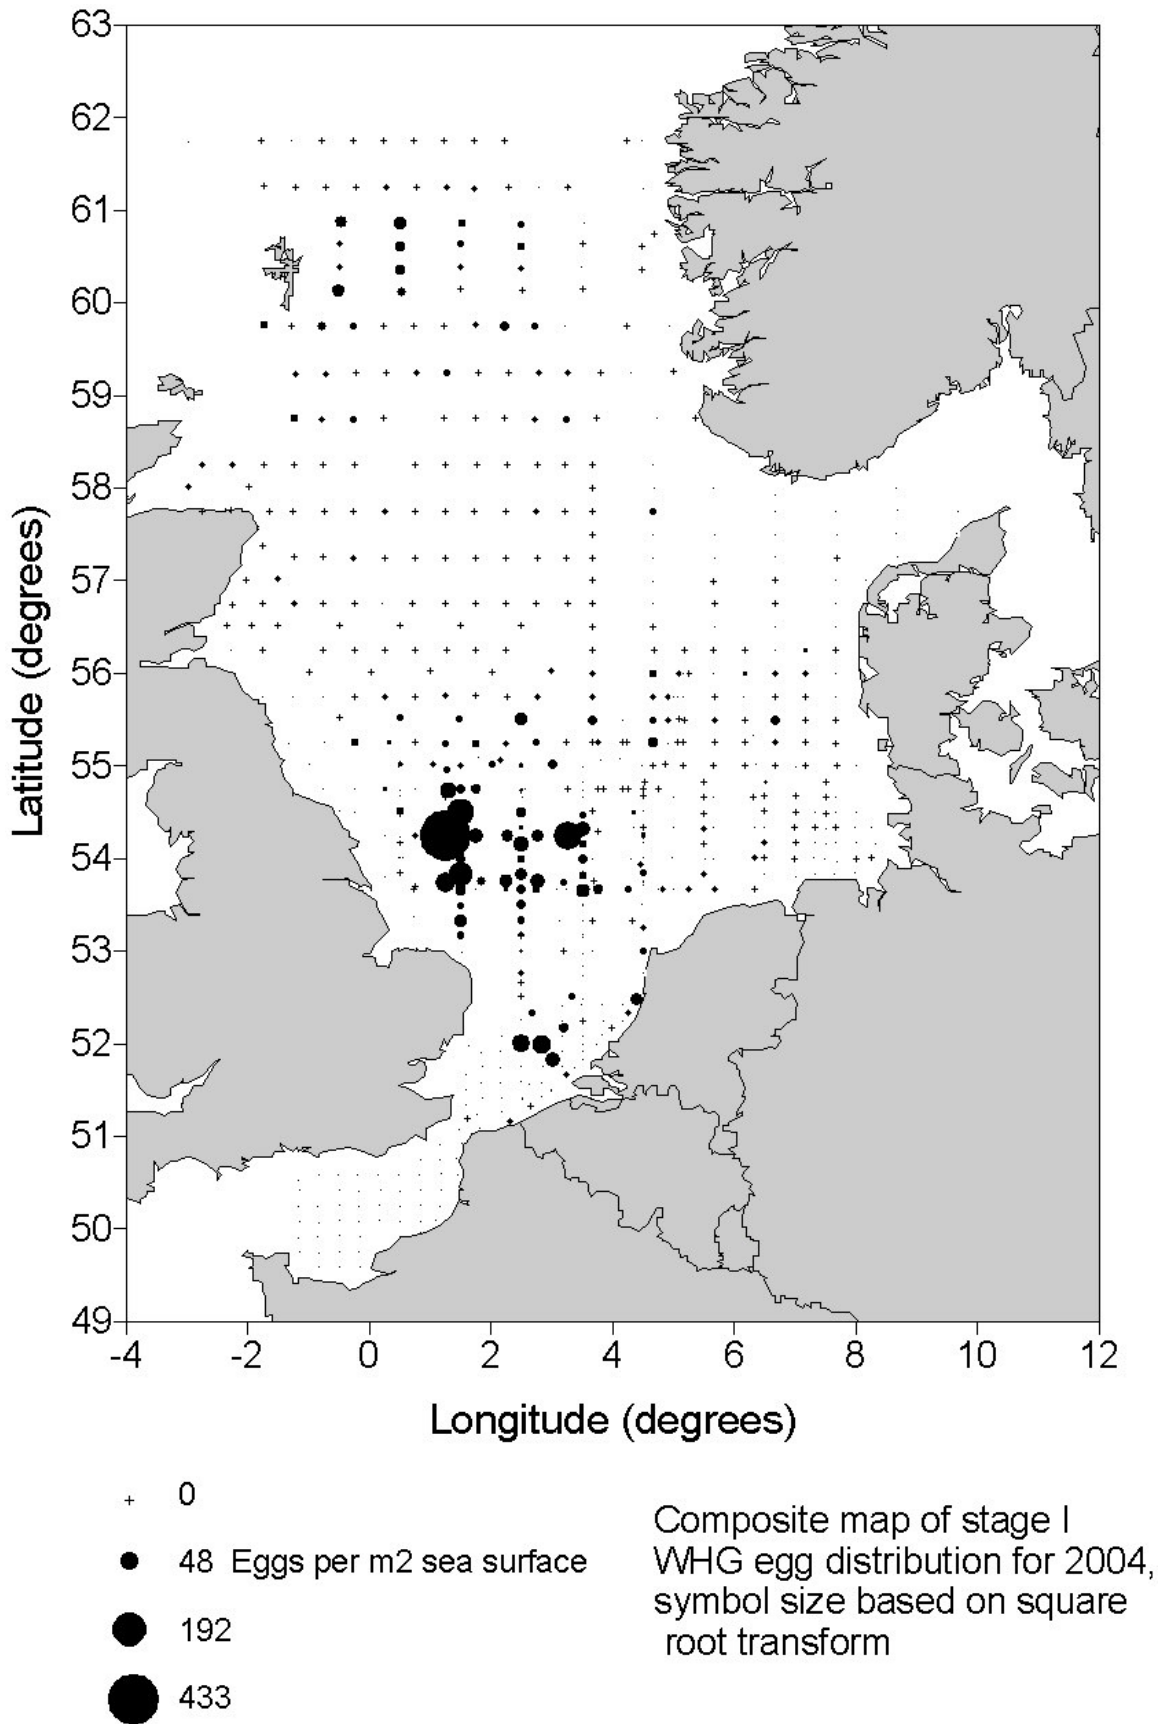 63
62
61
60
59
58
57
56
55
54
53
52
51
50
49
Latitude (degrees)
-4 -2 0 2 4 6 8 10 12
Longitude (degrees)
0
48 Eggs per m2 sea surface
192
433
Composite map of stage I
WHG egg distribution for 2004,
symbol size based on square
root transform